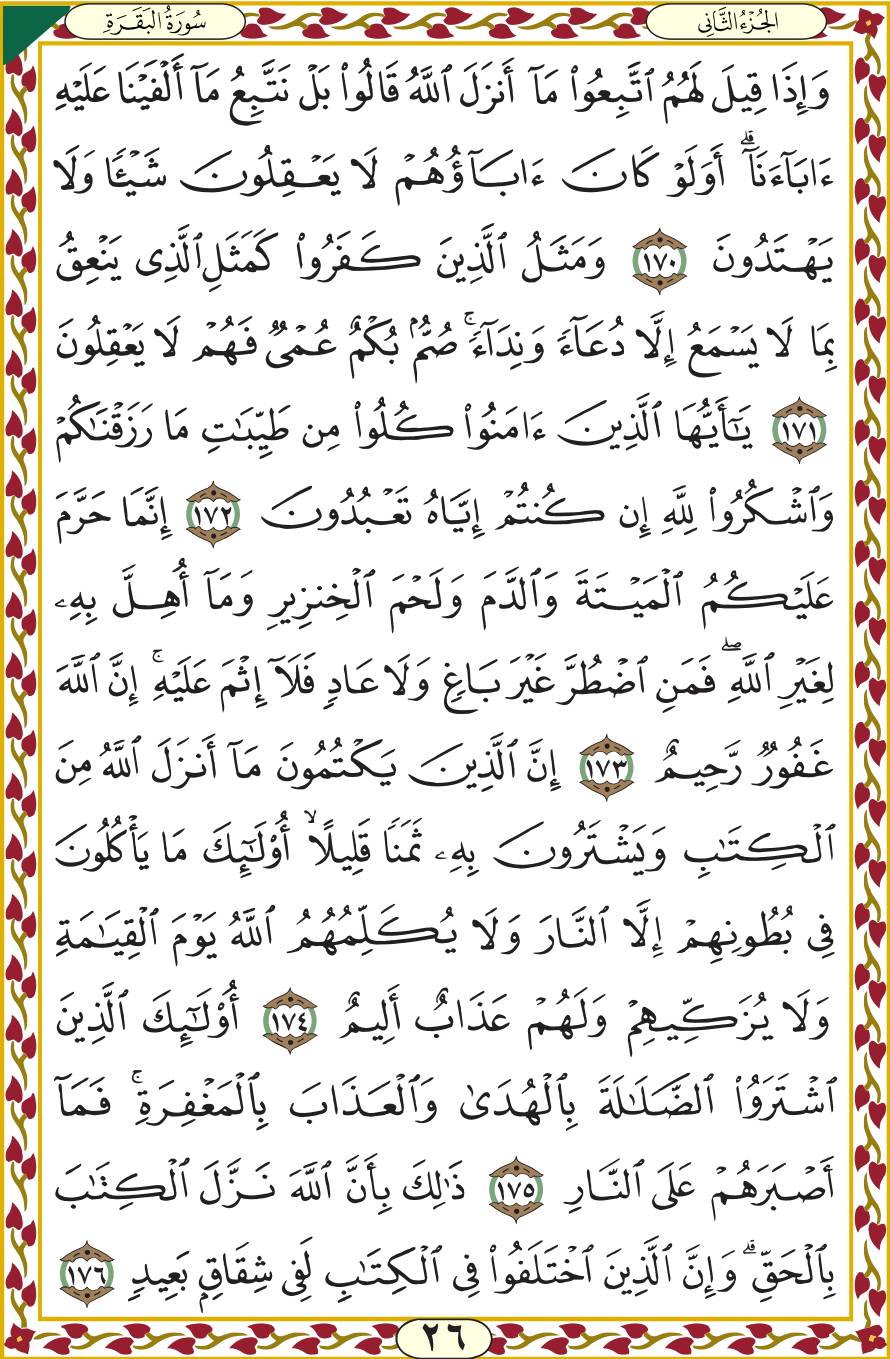 الجُزْءُ الثَّانِي
سُورَةُ البَقَرَةِ
وَإِذَا قِيلَ لَهُمُ ٱتَّبِعُوا۟ مَآ أَنزَلَ ٱللَّهُ قَالُوا۟ بَلْ نَتَّبِعُ مَآ أَلْفَيْنَا عَلَيْهِ
ءَابَآءَنَآ ۗ أَوَلَوْ كَانَ ءَابَآؤُهُمْ لَا يَعْقِلُونَ شَيْـًٔا وَلَا
يَهْتَدُونَ ١٧٠ وَمَثَلُ ٱلَّذِينَ كَفَرُوا۟ كَمَثَلِ ٱلَّذِى يَنْعِقُ
بِمَا لَا يَسْمَعُ إِلَّا دُعَآءً وَنِدَآءً ۚ صُمٌّۢ بُكْمٌ عُمْىٌ فَهُمْ لَا يَعْقِلُونَ
١٧١ يَـٰٓأَيُّهَا ٱلَّذِينَ ءَامَنُوا۟ كُلُوا۟ مِن طَيِّبَـٰتِ مَا رَزَقْنَـٰكُمْ
وَٱشْكُرُوا۟ لِلَّهِ إِن كُنتُمْ إِيَّاهُ تَعْبُدُونَ ١٧٢ إِنَّمَا حَرَّمَ
عَلَيْكُمُ ٱلْمَيْتَةَ وَٱلدَّمَ وَلَحْمَ ٱلْخِنزِيرِ وَمَآ أُهِلَّ بِهِۦ
لِغَيْرِ ٱللَّهِ ۖ فَمَنِ ٱضْطُرَّ غَيْرَ بَاغٍ وَلَا عَادٍ فَلَآ إِثْمَ عَلَيْهِ ۚ إِنَّ ٱللَّهَ
غَفُورٌ رَّحِيمٌ ١٧٣ إِنَّ ٱلَّذِينَ يَكْتُمُونَ مَآ أَنزَلَ ٱللَّهُ مِنَ
ٱلْكِتَـٰبِ وَيَشْتَرُونَ بِهِۦ ثَمَنًا قَلِيلًا ۙ أُو۟لَـٰٓئِكَ مَا يَأْكُلُونَ
فِى بُطُونِهِمْ إِلَّا ٱلنَّارَ وَلَا يُكَلِّمُهُمُ ٱللَّهُ يَوْمَ ٱلْقِيَـٰمَةِ
وَلَا يُزَكِّيهِمْ وَلَهُمْ عَذَابٌ أَلِيمٌ ١٧٤ أُو۟لَـٰٓئِكَ ٱلَّذِينَ
ٱشْتَرَوُا۟ ٱلضَّلَـٰلَةَ بِٱلْهُدَىٰ وَٱلْعَذَابَ بِٱلْمَغْفِرَةِ ۚ فَمَآ
أَصْبَرَهُمْ عَلَى ٱلنَّارِ ١٧٥ ذَٰلِكَ بِأَنَّ ٱللَّهَ نَزَّلَ ٱلْكِتَـٰبَ
بِٱلْحَقِّ ۗ وَإِنَّ ٱلَّذِينَ ٱخْتَلَفُوا۟ فِى ٱلْكِتَـٰبِ لَفِى شِقَاقٍۭ بَعِيدٍ ١٧٦
٢٦